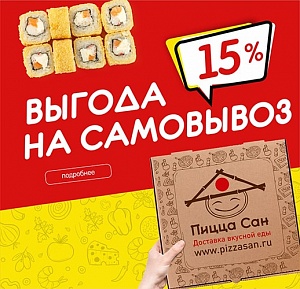 15%
ВЫГОДА
НА САМОВЫВОЗ
подробнее
Пицца Сан
Доставка вкусной еды
www.pizzasan.ru